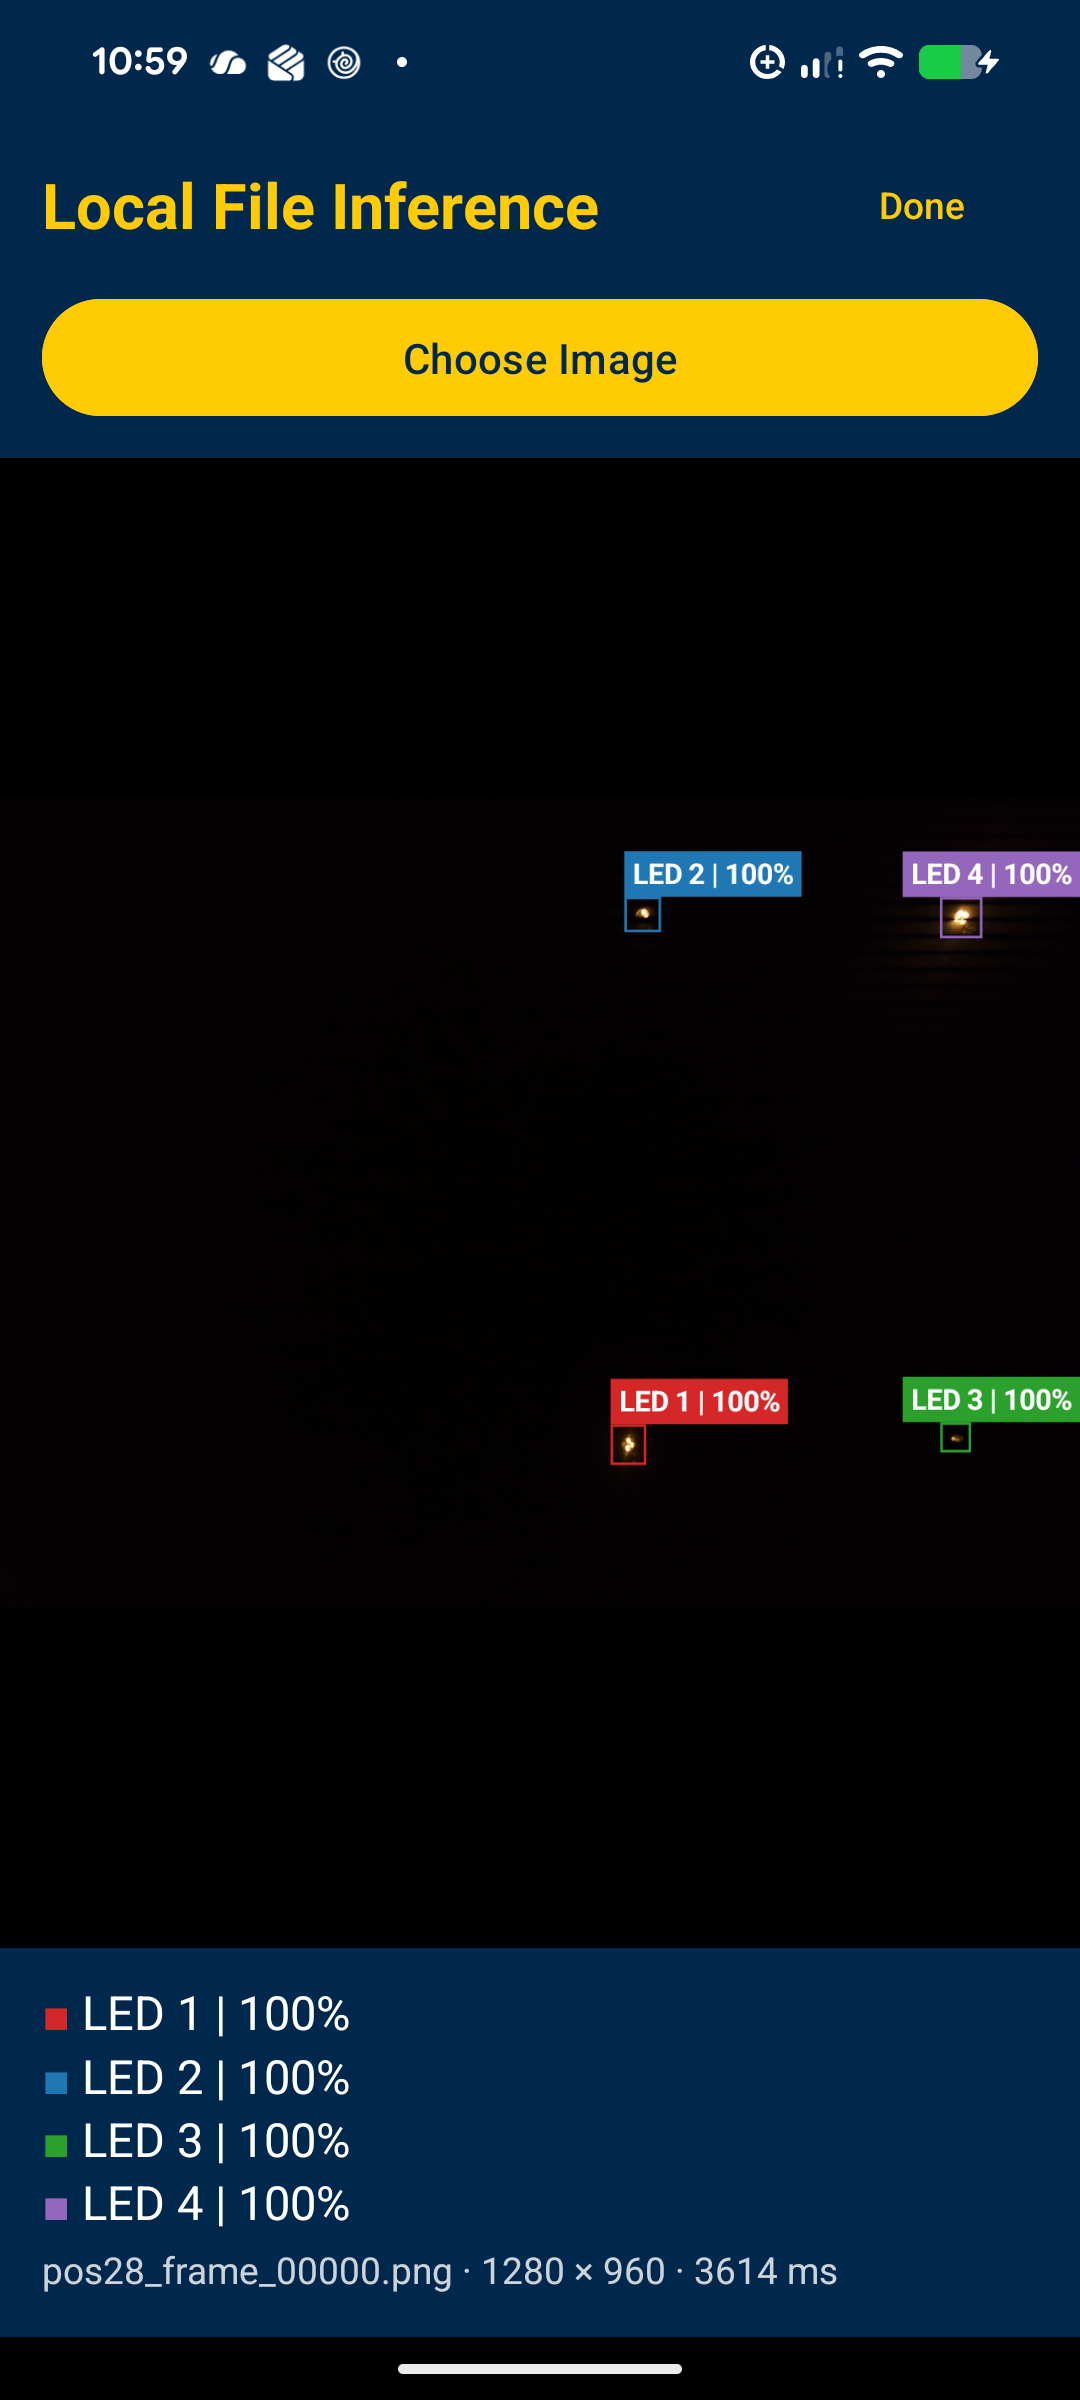 10:59
Local File Inference
Done
Choose Image
LED 2 | 100%
LED 4 | 100%
LED 1 | 100%
LED 3 | 100%
LED 1 | 100%
LED 2 | 100%
LED 3 | 100%
LED 4 | 100%
pos28_frame_00000.png · 1280 × 960 · 3614 ms